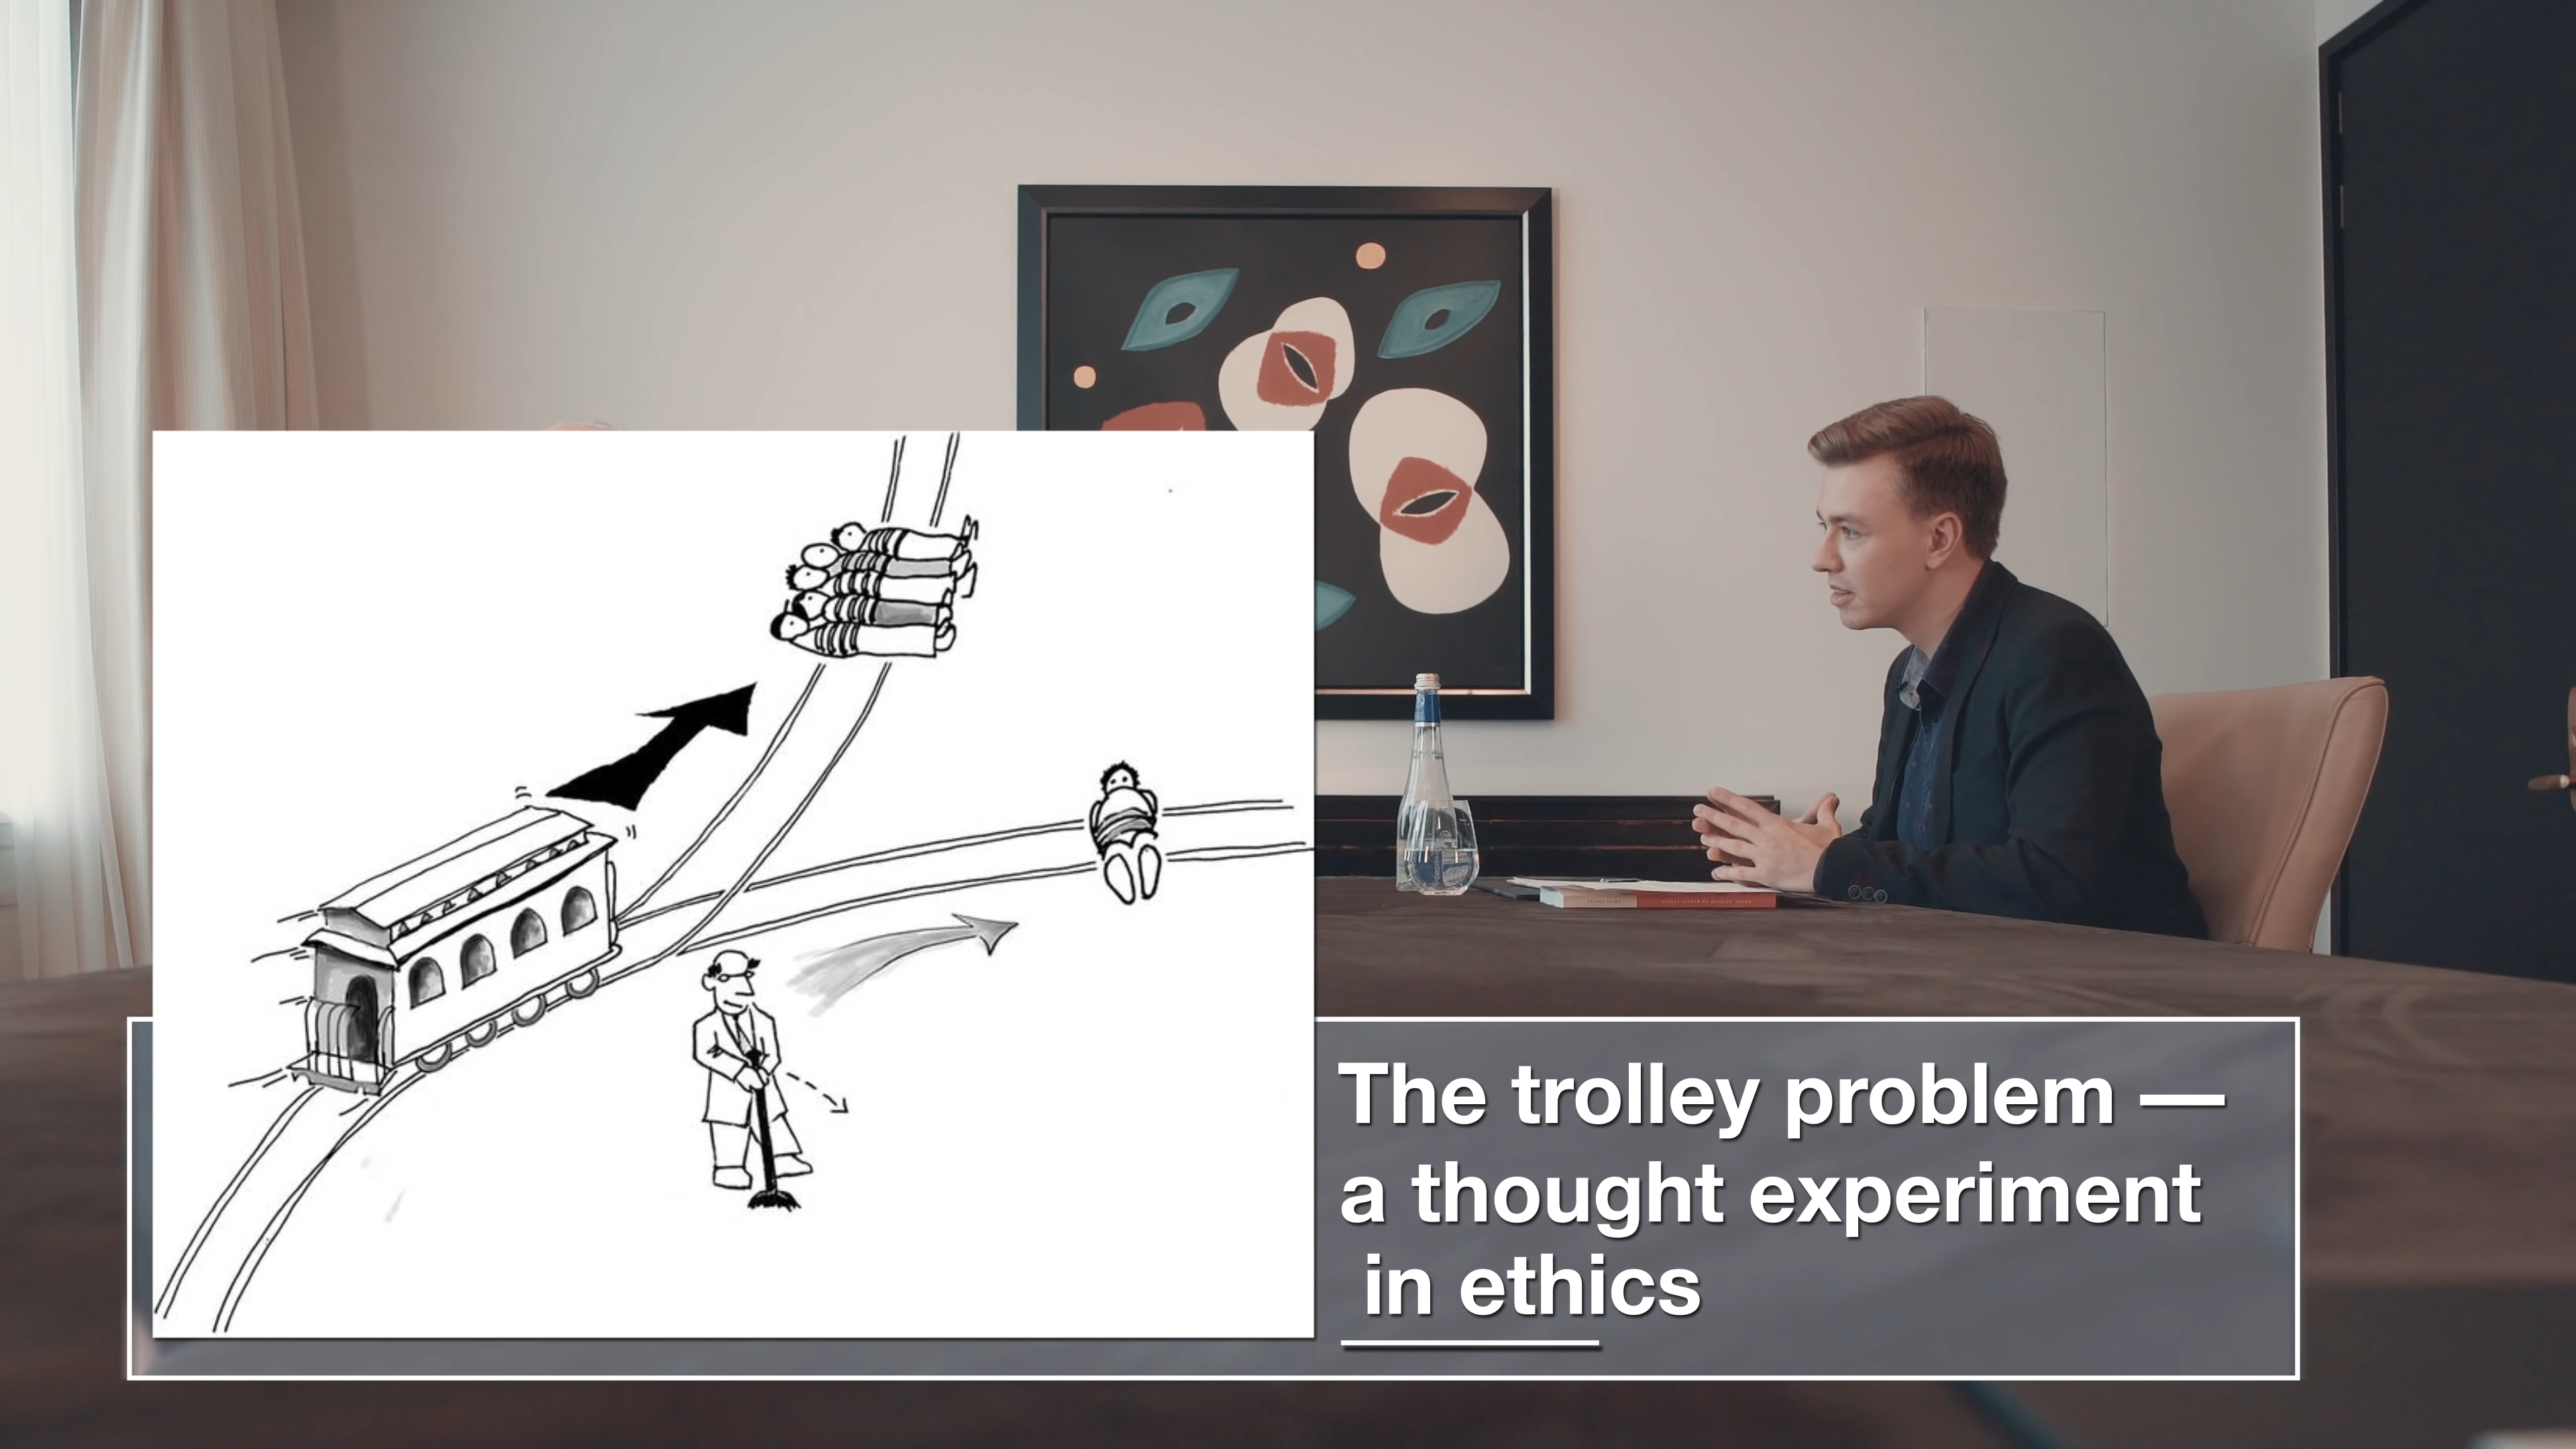 The trolley problem —
a thought experiment
in ethics